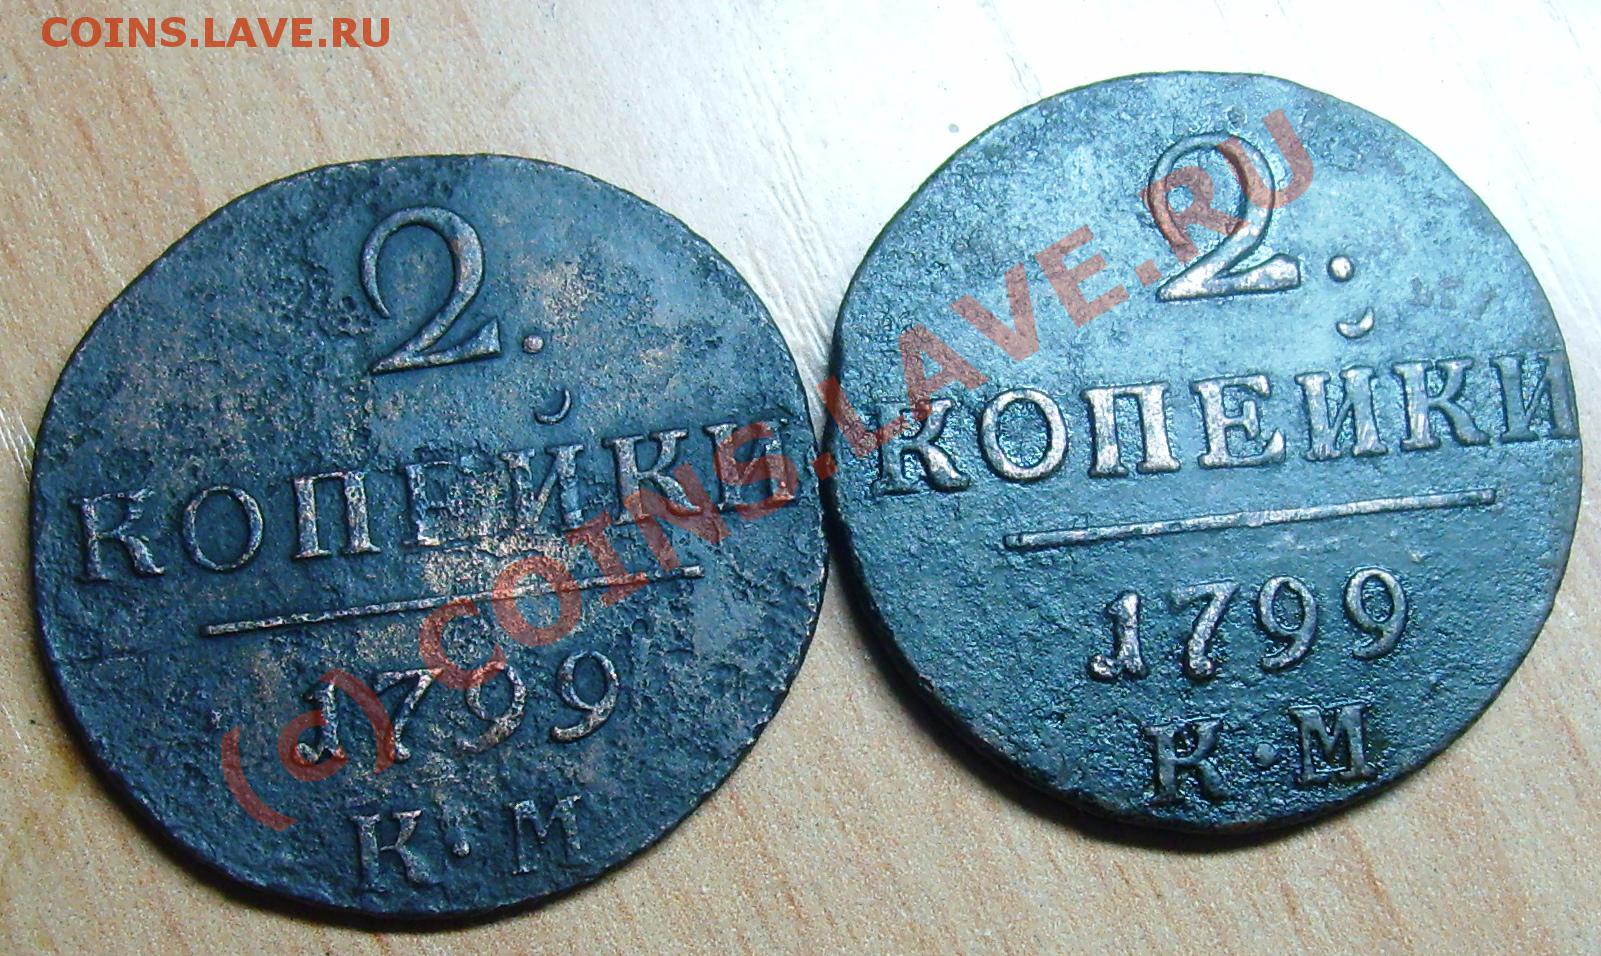 COINS.LAVE.RU
2.
КОПЕЙКИ
1799
К·М
2.
КОПЕЙКИ
1799
К·М
(c) COINS.LAVE.RU